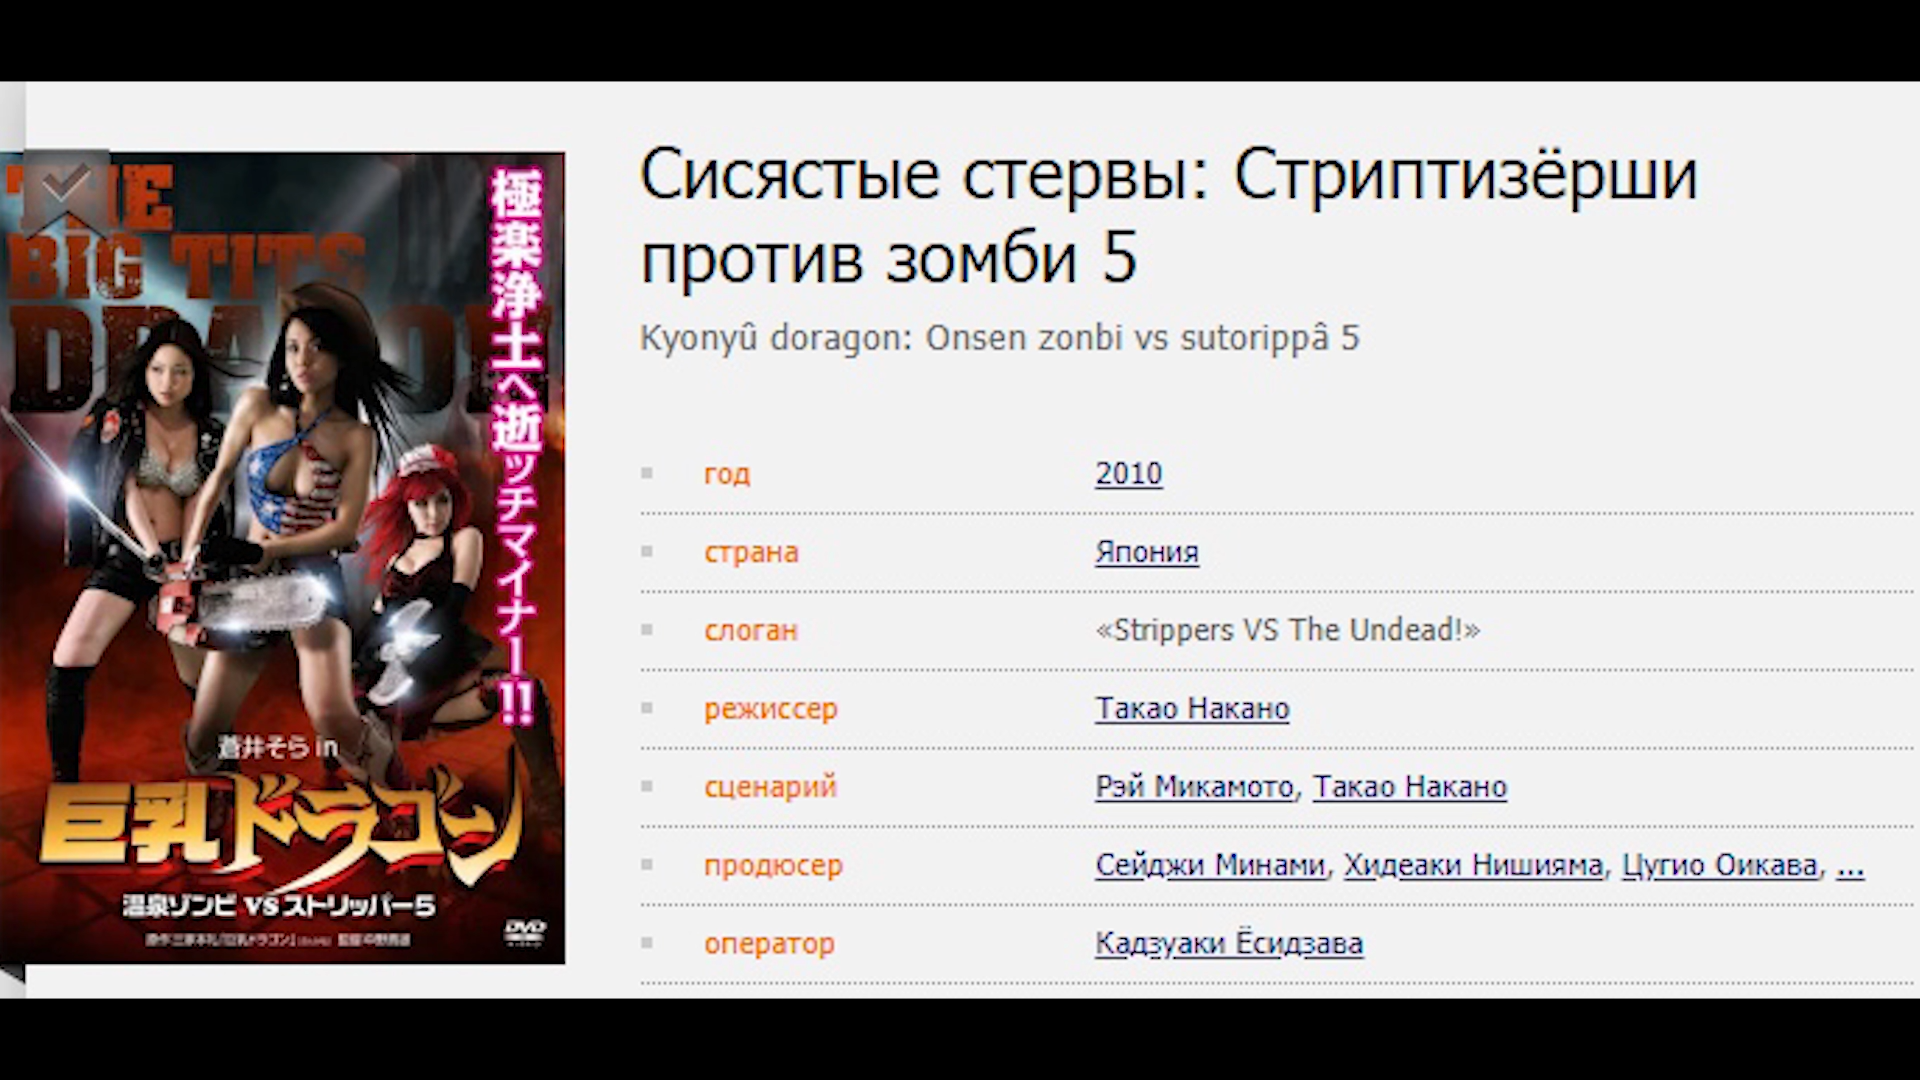 THE
BIG TITS
DRAGON
極楽浄土へ逝ッチマイナー!!
蒼井そら in
巨乳ドラゴン
温泉ゾンビ VS ストリッパー5
DVD
Сисястые стервы: Стриптизёрши
против зомби 5
Kyonyû doragon: Onsen zonbi vs sutorippâ 5
год 2010
страна Япония
слоган «Strippers VS The Undead!»
режиссер Такао Накано
сценарий Рэй Микамото, Такао Накано
продюсер Сейджи Минами, Хидеаки Нишияма, Цугио Оикава, ...
оператор Кадзуаки Ёсидзава